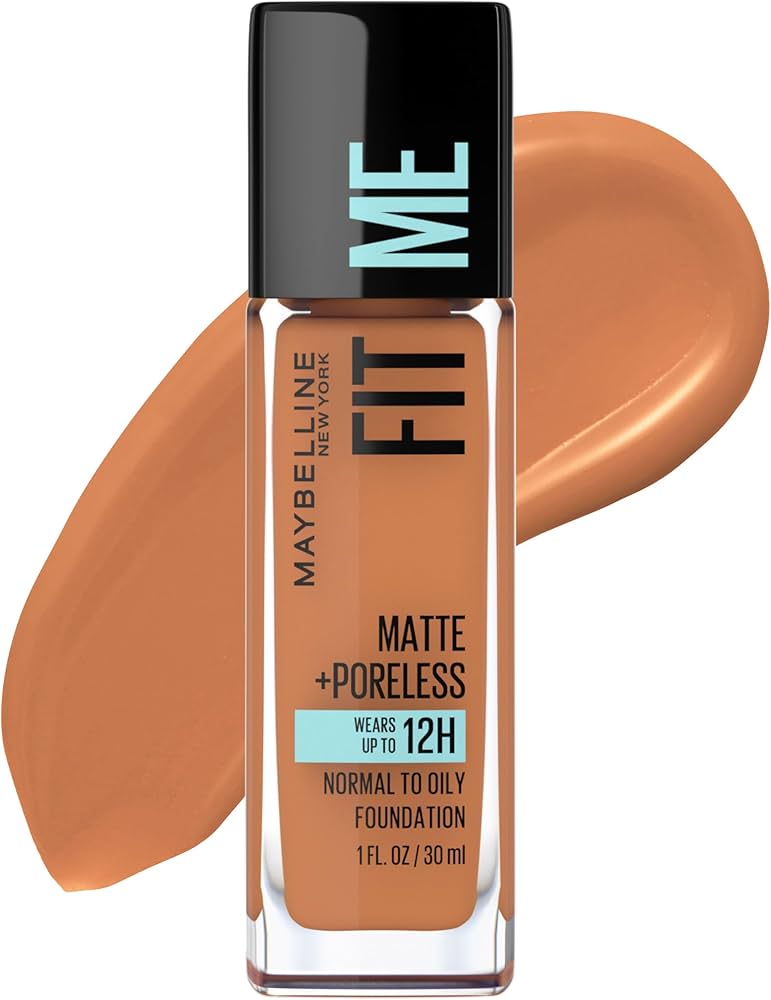 FIT ME
MAYBELLINE
NEW YORK
MATTE
+PORELESS
WEARS
UP TO 12H
NORMAL TO OILY
FOUNDATION
1 FL. OZ / 30 ml